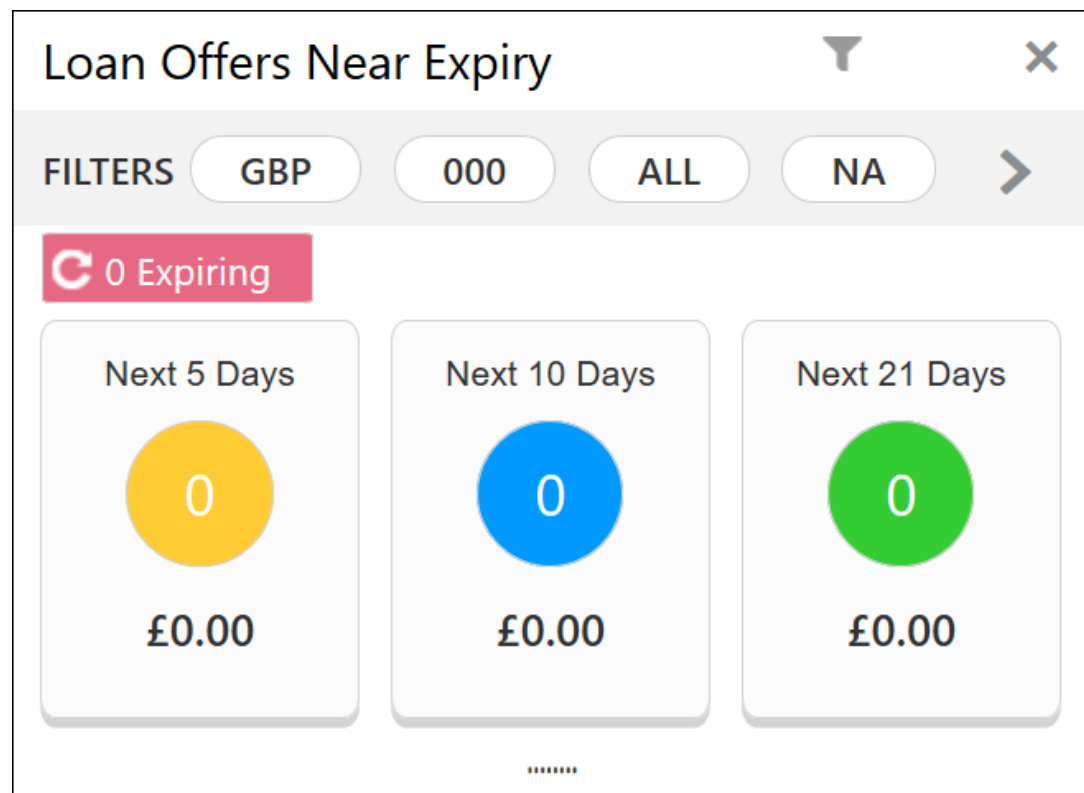 Loan Offers Near Expiry
FILTERS GBP 000 ALL NA
0 Expiring
Next 5 Days Next 10 Days Next 21 Days
0 0 0
£0.00 £0.00 £0.00